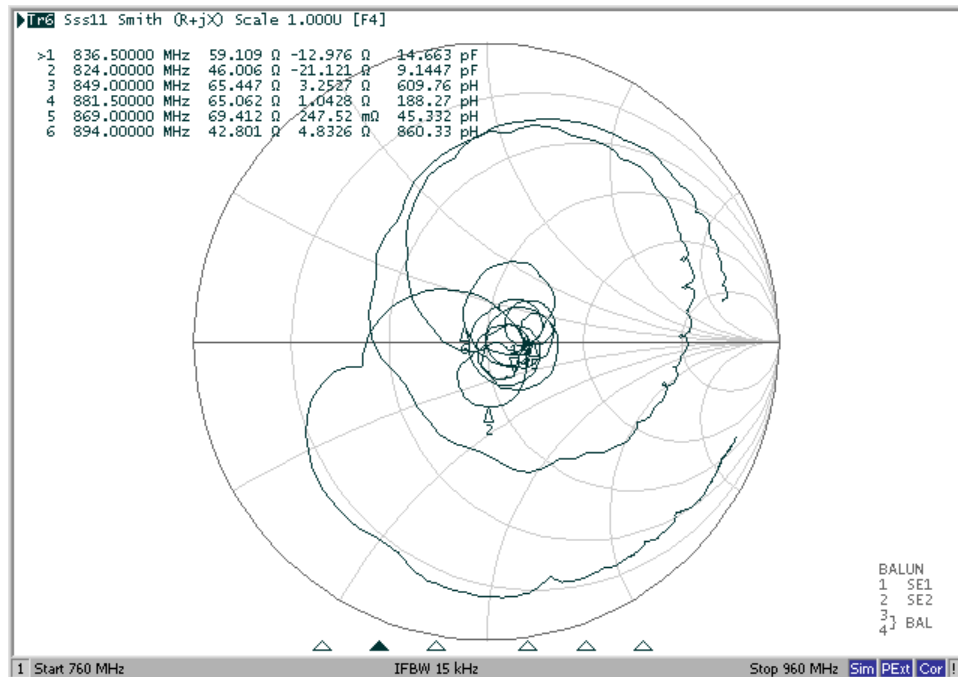 Tr6 Sss11 Smith (R+jX) Scale 1.000U [F4]
>1 836.50000 MHz 59.109 Ω -12.976 Ω 14.663 pF
2 824.00000 MHz 46.006 Ω -21.121 Ω 9.1447 pF
3 849.00000 MHz 65.447 Ω 3.2527 Ω 609.76 pH
4 881.50000 MHz 65.062 Ω 1.0428 Ω 188.27 pH
5 869.00000 MHz 69.412 Ω 247.52 mΩ 45.332 pH
6 894.00000 MHz 42.801 Ω 4.8326 Ω 860.33 pH
6
2
BALUN
1 SE1
2 SE2
3
4} BAL
1 Start 760 MHz IFBW 15 kHz Stop 960 MHz Sim PExt Cor !